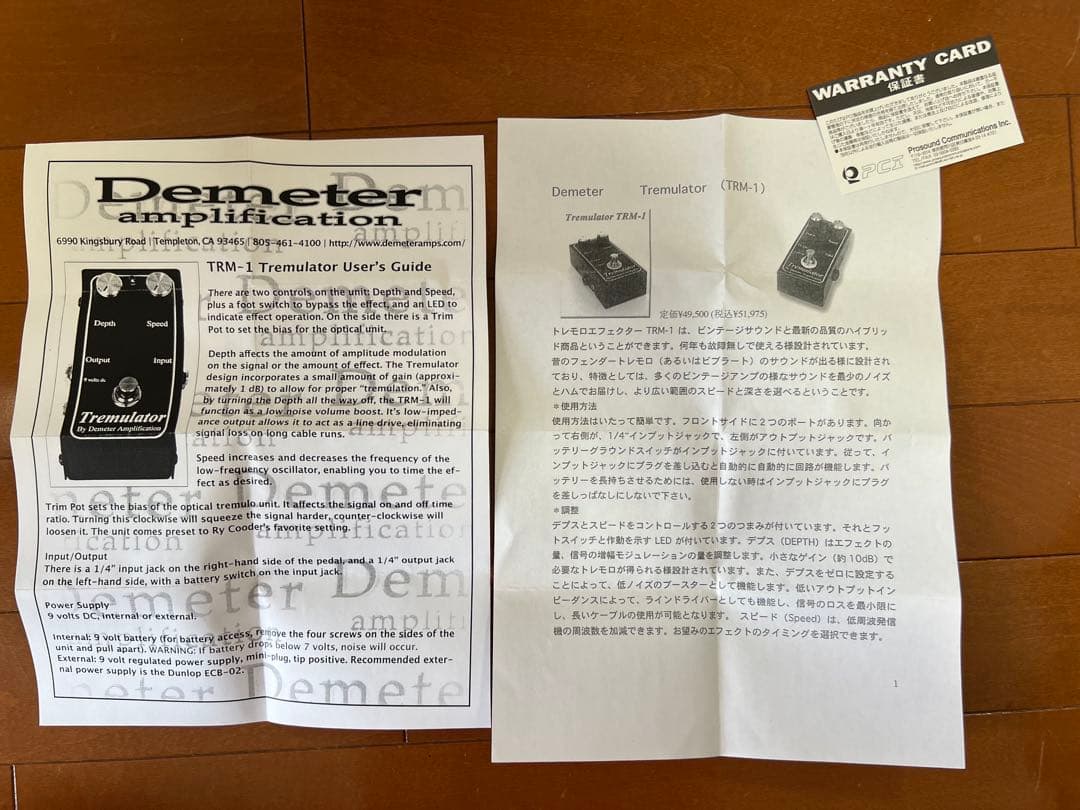 Demeter
amplification
6990 Kingsbury Road | Templeton, CA 93465 | 805-461-4100 | http://www.demeteramps.com/
TRM-1 Tremulator User's Guide
There are two controls on the unit: Depth and Speed,
plus a foot switch to bypass the effect, and an LED to
indicate effect operation. On the side there is a Trim
Pot to set the bias for the optical unit.
Depth affects the amount of amplitude modulation
on the signal or the amount of effect. The Tremulator
design incorporates a small amount of gain (approxi-
mately 1 dB) to allow for proper "tremulation." Also,
by turning the Depth all the way off, the TRM-1 will
function as a low noise volume boost. It's low-imped-
ance output allows it to act as a line drive, eliminating
signal loss on long cable runs.
Speed increases and decreases the frequency of the
low-frequency oscillator, enabling you to time the ef-
fect as desired.
Depth Speed
Output Input
9 volts dc
Tremulator
By Demeter Amplification
Trim Pot sets the bias of the optical tremulo unit. It affects the signal on and off time
ratio. Turning this clockwise will squeeze the signal harder, counter-clockwise will
loosen it. The unit comes preset to Ry Cooder's favorite setting.
Input/Output
There is a 1/4" input jack on the right-hand side of the pedal and a 1/4" output jack
on the left-hand side, with a battery switch on the input jack.
Power Supply
9 volts DC, internal or external.
Internal: 9 volt battery (for battery access, remove the four screws on the sides of the
unit and pull apart). WARNING: If battery drops below 7 volts, noise will occur.
External: 9 volt regulated power supply, mini-plug, tip positive. Recommended exter-
nal power supply is the Dunlop ECB-02.
Demeter Tremulator (TRM-1)
Tremulator TRM-1
定価¥49,500 (税込¥51,975)
トレモロエフェクター TRM-1 は、ビンテージサウンドと最新の品質のハイブリッ
ド商品ということができます。何年も故障無しで使える様設計されています。
昔のフェンダートレモロ（あるいはビブラート）のサウンドが出る様に設計され
ており、特徴としては、多くのビンテージアンプの様なサウンドを最少のノイズ
とハムでお届けし、より広い範囲のスピードと深さを選べるということです。
＊使用方法
使用方法はいたって簡単です。フロントサイドに２つのポートがあります。向か
って右側が、1/4"インプットジャックで、左側がアウトプットジャックです。バ
ッテリーグラウンドスイッチがインプットジャックに付いています。従って、イ
ンプットジャックにプラグを差し込むと自動的に自動的に回路が機能します。バ
ッテリーを長持ちさせるためには、使用しない時はインプットジャックにプラグ
を差しっぱなしにしないで下さい。
＊調整
デプスとスピードをコントロールする２つのつまみが付いています。それとフッ
トスイッチと作動を示す LED が付いています。デプス（DEPTH）はエフェクトの
量、信号の増幅モジュレーションの量を調整します。小さなゲイン（約 10dB）で
必要なトレモロが得られる様設計されています。また、デプスをゼロに設定する
ことによって、低ノイズのブースターとして機能します。低いアウトプットイン
ピーダンスによって、ラインドライバーとしても機能し、信号のロスを最小限に
し、長いケーブルの使用が可能となります。 スピード（Speed）は、低周波発信
機の周波数を加減できます。お望みのエフェクトのタイミングを選択できます。
1
WARRANTY CARD
保証書
PCI
Prosound Communications Inc.